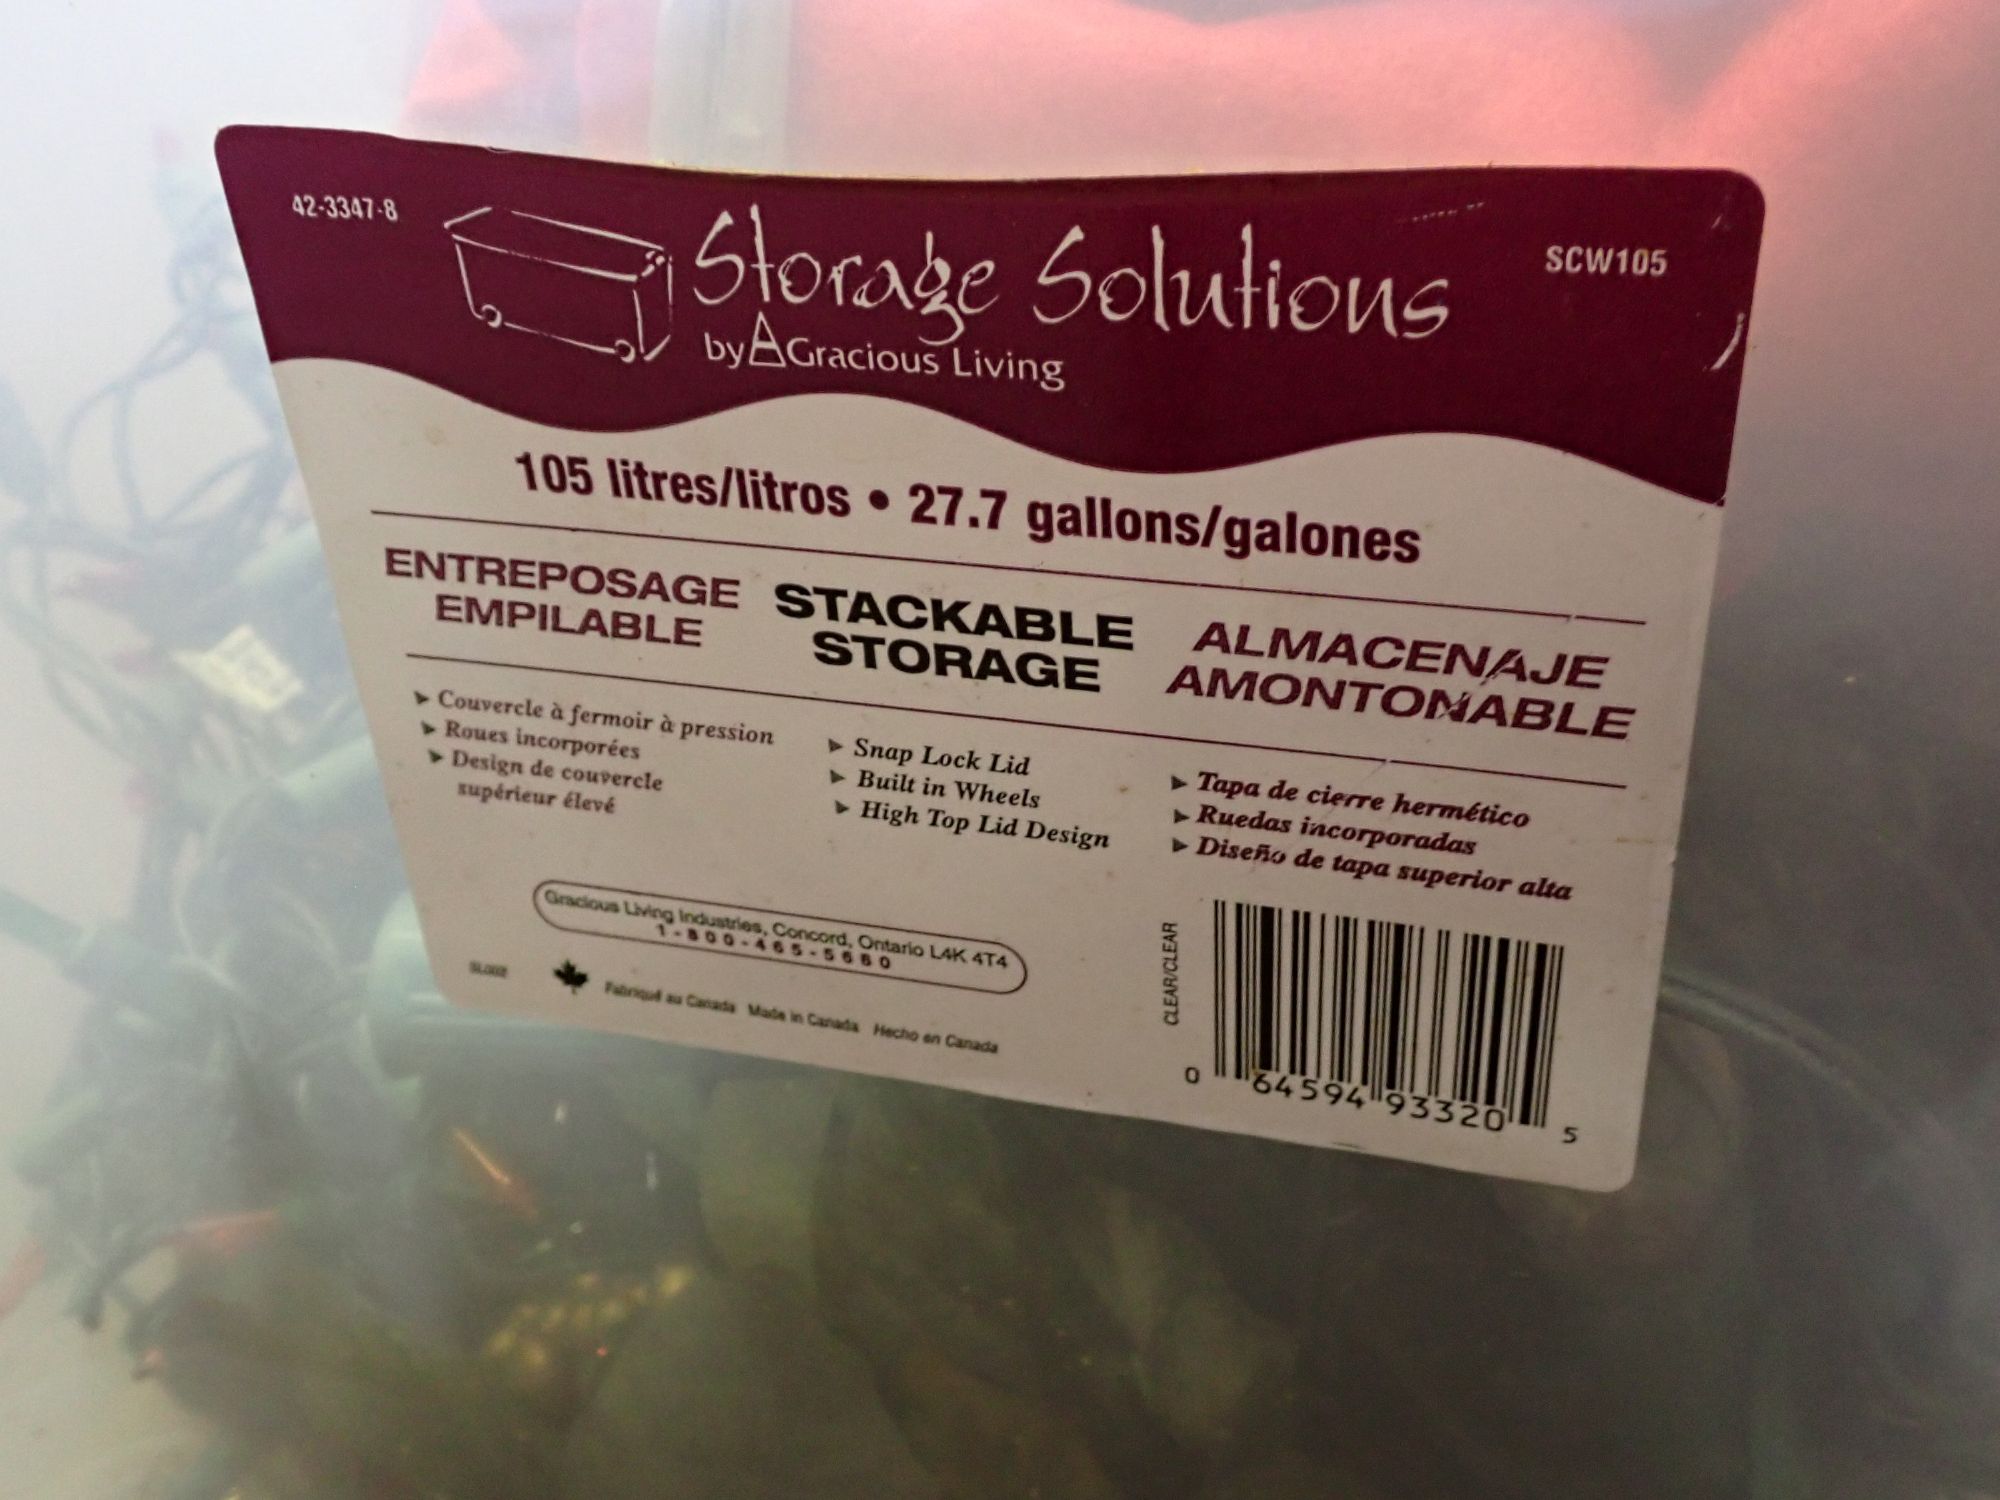 42-3347-8
Storage Solutions
by Gracious Living
SCW105
105 litres/litros • 27.7 gallons/galones
ENTREPOSAGE
EMPILABLE
STACKABLE
STORAGE
ALMACENAJE
AMONTONABLE
Couvercle à fermoir à pression
Roues incorporées
Design de couvercle
supérieur élevé
Snap Lock Lid
Built in Wheels
High Top Lid Design
Tapa de cierre hermético
Ruedas incorporadas
Diseño de tapa superior alta
Gracious Living Industries, Concord, Ontario L4K 4T4
1-800-465-5660
Fabriqué au Canada Made in Canada Hecho en Canada
CLEAR/CLEAR
0 64594 93320 5